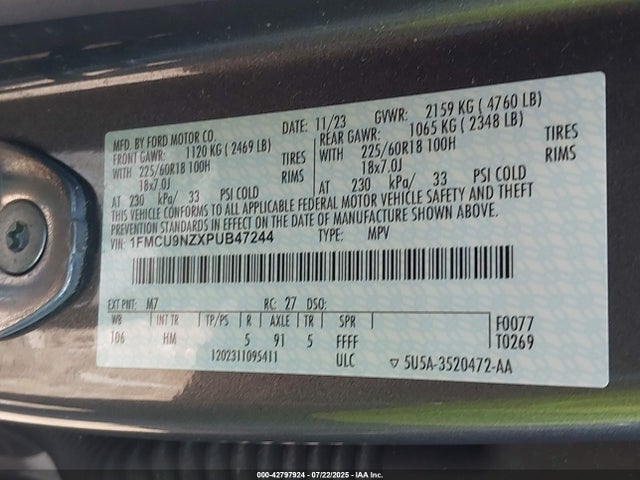 MFD. BY FORD MOTOR CO.
DATE: 11/23 GVWR: 2159 KG ( 4760 LB)
FRONT GAWR: 1120 KG ( 2469 LB)
REAR GAWR: 1065 KG ( 2348 LB)
WITH 225/60R18 100H TIRES
WITH 225/60R18 100H TIRES
18x7.0J RIMS
18x7.0J RIMS
AT 230 kPa/ 33 PSI COLD
AT 230 kPa/ 33 PSI COLD
THIS VEHICLE CONFORMS TO ALL APPLICABLE FEDERAL MOTOR VEHICLE SAFETY AND THEFT
PREVENTION STANDARDS IN EFFECT ON THE DATE OF MANUFACTURE SHOWN ABOVE.
VIN: 1FMCU9NZXPUB47244 TYPE: MPV
EXT PNT: M7 RC: 27 DSO:
WB INT TR TP/PS R AXLE TR SPR
106 HM 5 91 5 FFFF
1202311095411 ULC
F0077
T0269
5U5A-3520472-AA
000-42797924 - 07/22/2025 - IAA Inc.